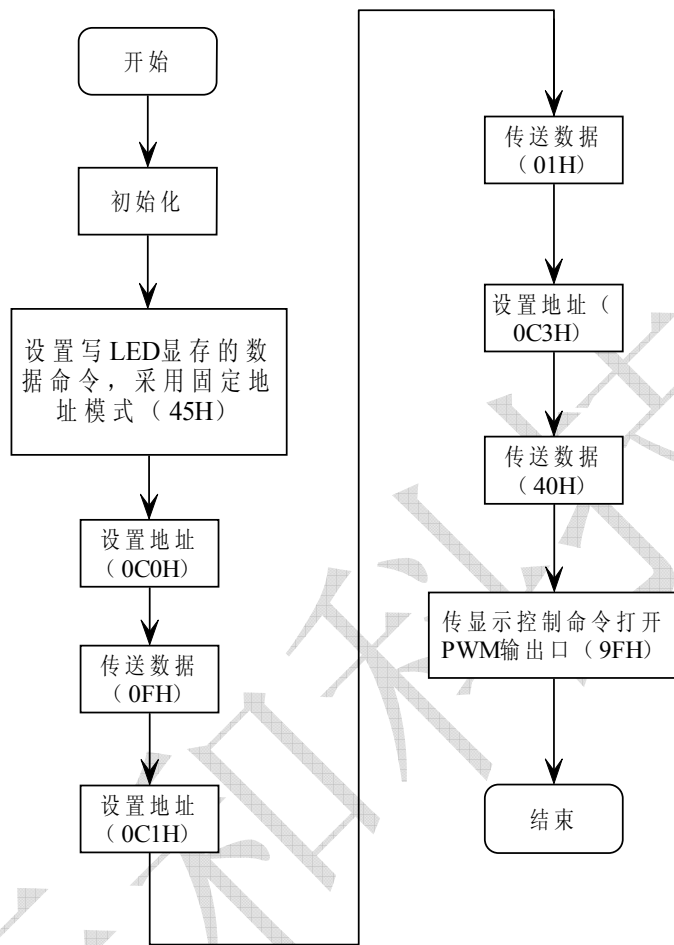 开始
初始化
设置写LED显存的数
据命令，采用固定地
址模式（45H）
设置地址
（0C0H）
传送数据
（0FH）
设置地址
（0C1H）
传送数据
（01H）
设置地址（
0C3H）
传送数据
（40H）
传显示控制命令打开
PWM输出口（9FH）
结束
和科技